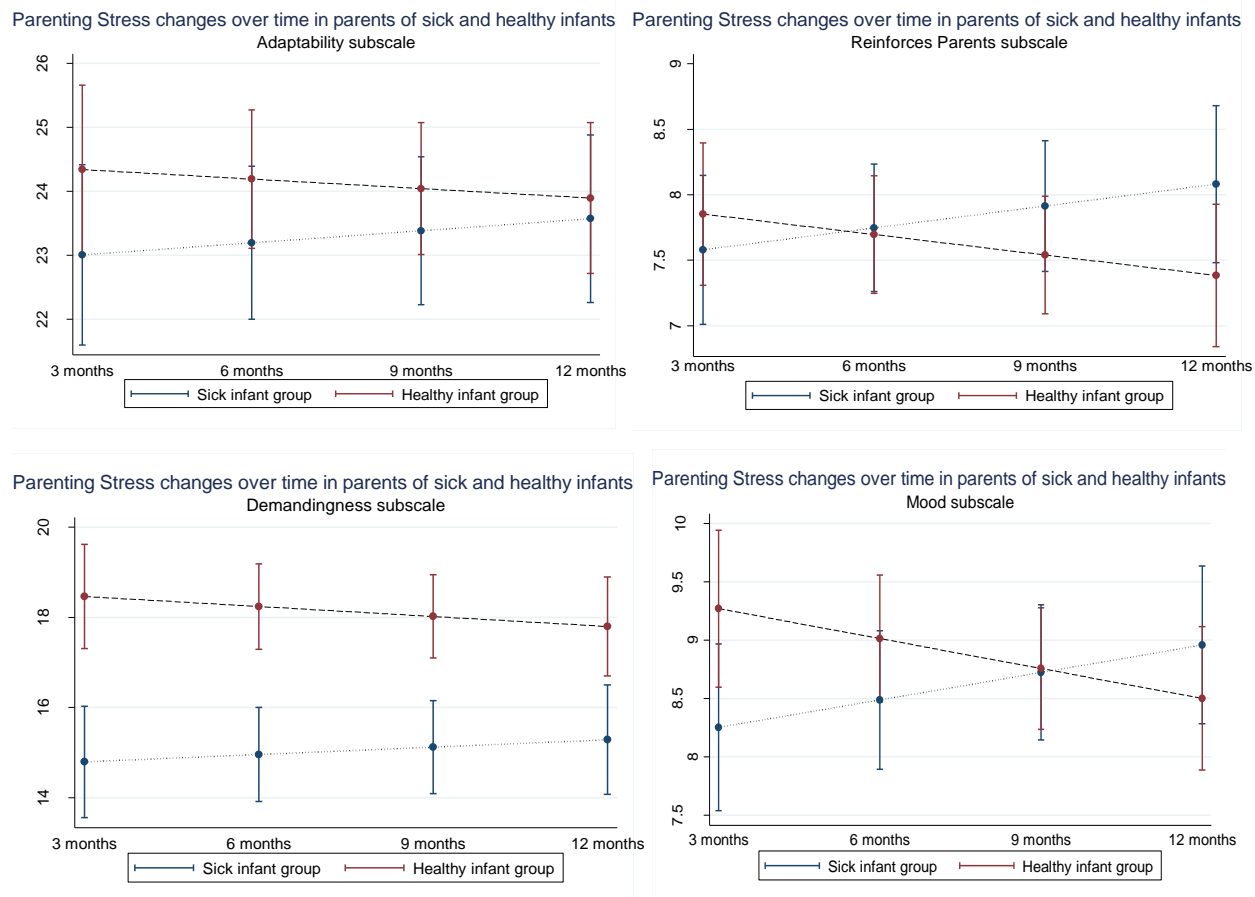 Parenting Stress changes over time in parents of sick and healthy infants
Adaptability subscale
26
25
24
23
22
3 months 6 months 9 months 12 months
Sick infant group Healthy infant group
Parenting Stress changes over time in parents of sick and healthy infants
Reinforces Parents subscale
9
8.5
8
7.5
7
3 months 6 months 9 months 12 months
Sick infant group Healthy infant group
Parenting Stress changes over time in parents of sick and healthy infants
Demandingness subscale
20
18
16
14
3 months 6 months 9 months 12 months
Sick infant group Healthy infant group
Parenting Stress changes over time in parents of sick and healthy infants
Mood subscale
10
9.5
9
8.5
8
7.5
3 months 6 months 9 months 12 months
Sick infant group Healthy infant group